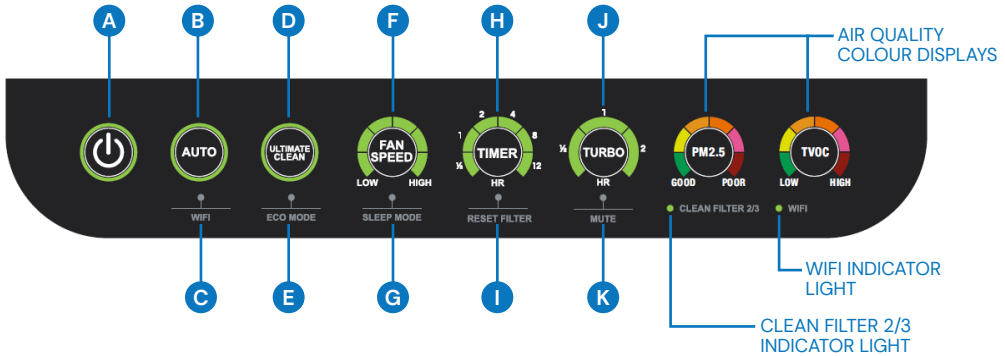 A
B
D
F
H
J
AIR QUALITY
COLOUR DISPLAYS
AUTO
ULTIMATE
CLEAN
FAN
SPEED
LOW HIGH
½ 1 2 4 8 12
TIMER
HR
½ 1 2
TURBO
HR
PM2.5
GOOD POOR
TVOC
LOW HIGH
WIFI
ECO MODE
SLEEP MODE
RESET FILTER
MUTE
CLEAN FILTER 2/3
WIFI
C
E
G
I
K
WIFI INDICATOR
LIGHT
CLEAN FILTER 2/3
INDICATOR LIGHT